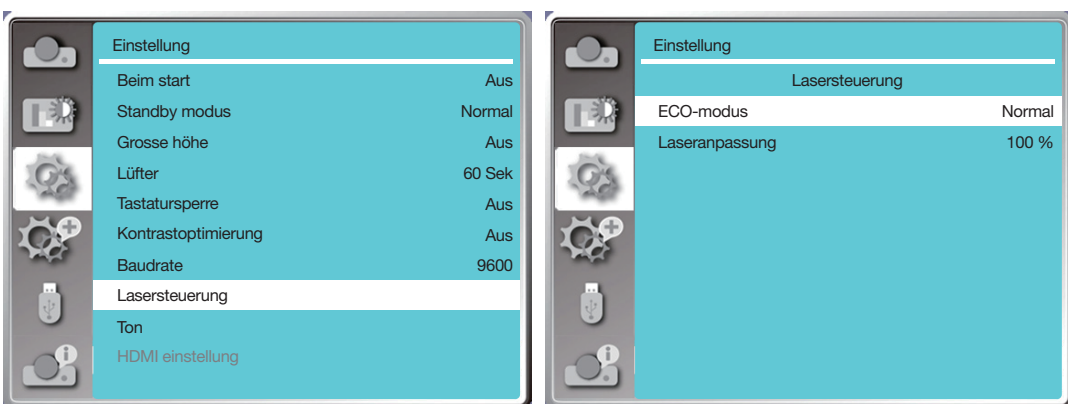 Einstellung
Beim start Aus
Standby modus Normal
Grosse höhe Aus
Lüfter 60 Sek
Tastatursperre Aus
Kontrastoptimierung Aus
Baudrate 9600
Lasersteuerung
Ton
HDMI einstellung
Einstellung
Lasersteuerung
ECO-modus Normal
Laseranpassung 100 %